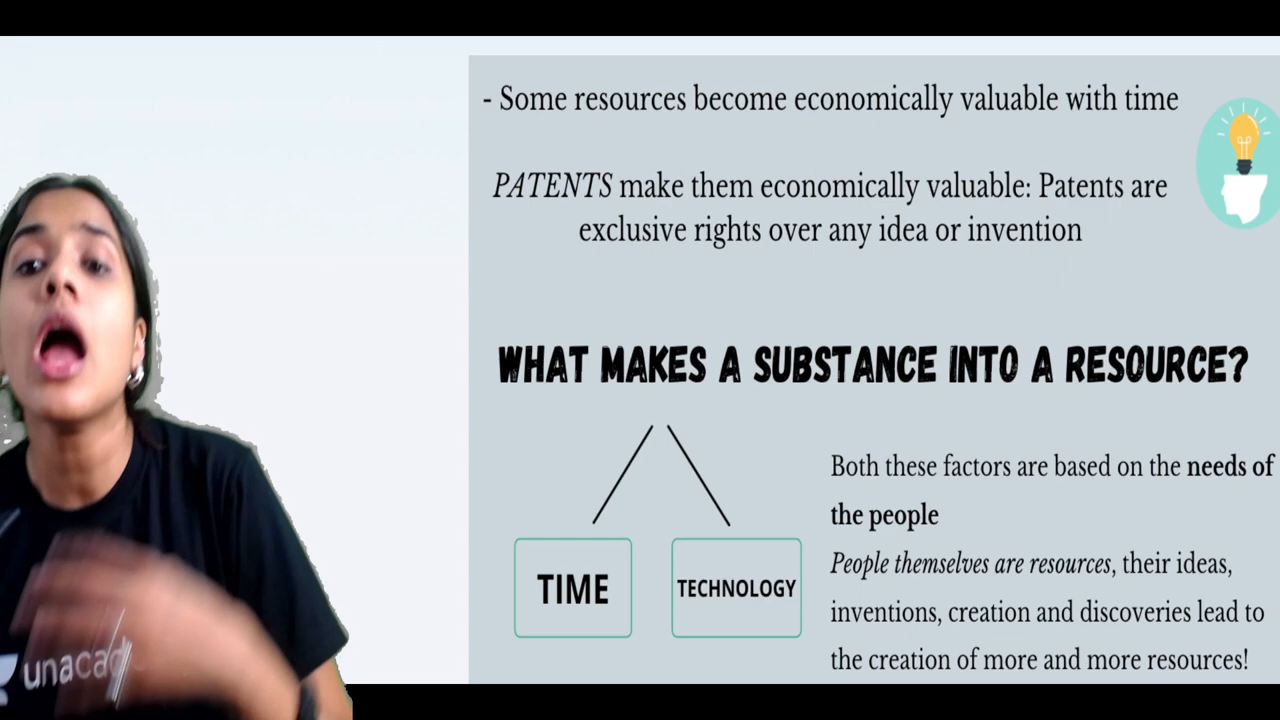 - Some resources become economically valuable with time
PATENTS make them economically valuable: Patents are
exclusive rights over any idea or invention
WHAT MAKES A SUBSTANCE INTO A RESOURCE?
TIME
TECHNOLOGY
Both these factors are based on the needs of
the people
People themselves are resources, their ideas,
inventions, creation and discoveries lead to
the creation of more and more resources!